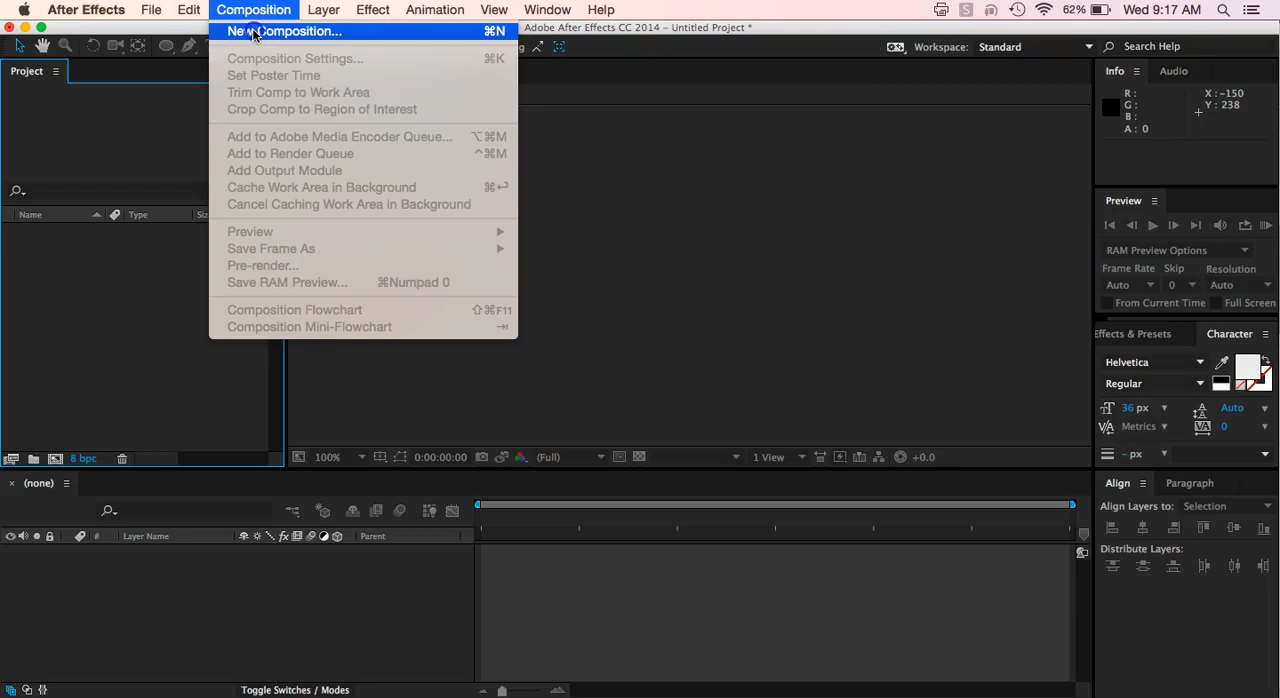 After Effects File Edit Composition Layer Effect Animation View Window Help 62% Wed 9:17 AM
Adobe After Effects CC 2014 – Untitled Project *
New Composition... ⌘N
Composition Settings... ⌘K
Set Poster Time
Trim Comp to Work Area
Crop Comp to Region of Interest
Add to Adobe Media Encoder Queue... ⌥⌘M
Add to Render Queue ^⌘M
Add Output Module
Cache Work Area in Background ⌘⏎
Cancel Caching Work Area in Background
Preview
Save Frame As
Pre-render...
Save RAM Preview... ⌘Numpad 0
Composition Flowchart ⇧⌘F11
Composition Mini-Flowchart
Workspace: Standard
Search Help
Project
Name Type
100% 0:00:00:00 (Full) 1 View +0.0
8 bpc
(none)
Layer Name
# fx Parent
Toggle Switches / Modes
Info Audio
R: X: -150
G: Y: 238
B:
A: 0
Preview
RAM Preview Options
Frame Rate Skip Resolution
Auto 0 Auto
From Current Time Full Screen
Effects & Presets Character
Helvetica
Regular
36 px Auto
Metrics 0
- px
Align Paragraph
Align Layers to: Selection
Distribute Layers: